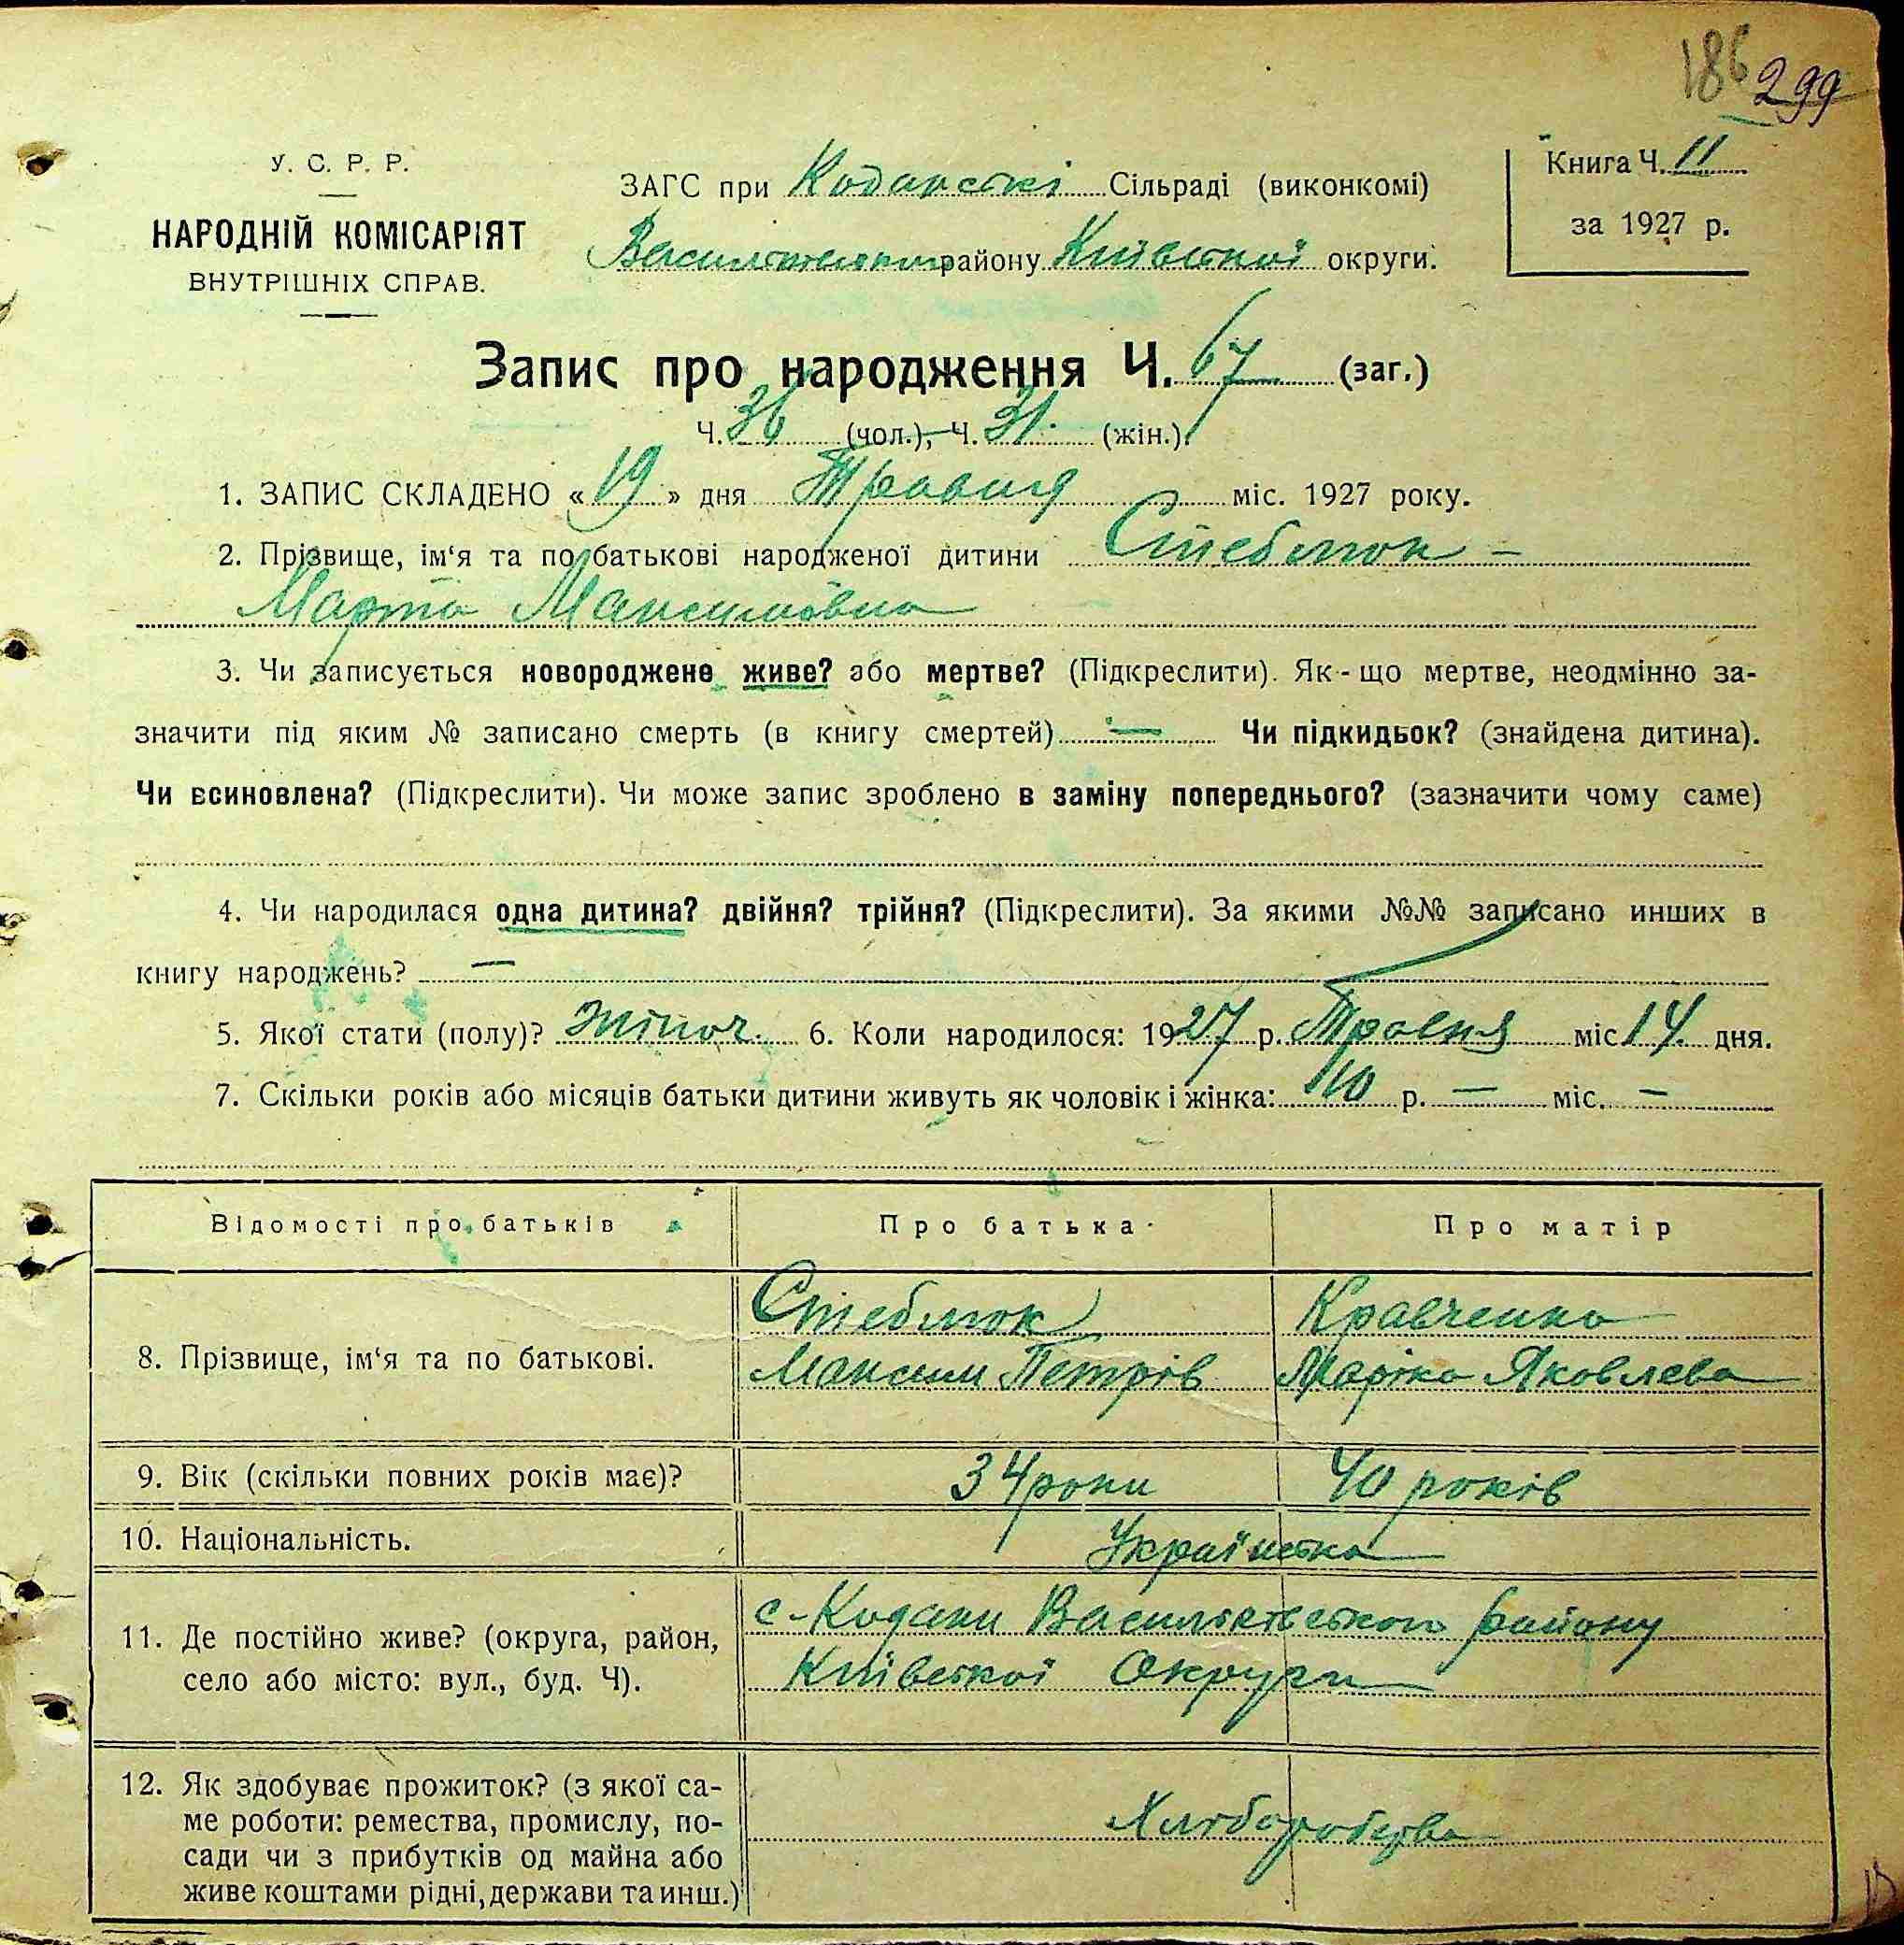 186 299
У. С. Р. Р.
НАРОДНІЙ КОМІСАРІЯТ
ВНУТРІШНІХ СПРАВ.
ЗАГС при Кодакскі Сільраді (виконкомі)
району Київскої округи.
Книга Ч. 11
за 1927 р.
Запис про народження Ч. 67 (заг.)
Ч. 36 (чол.), Ч. 31. (жін.)
1. ЗАПИС СКЛАДЕНО «19» дня Травня міс. 1927 року.
2. Прізвище, ім‘я та по батькові народженої дитини Стеблюк –
Марта Максимовна
3. Чи записується новороджене живе? або мертве? (Підкреслити). Як-що мертве, неодмінно за-
значити під яким № записано смерть (в книгу смертей) — Чи підкидьок? (знайдена дитина).
Чи всиновлена? (Підкреслити). Чи може запис зроблено в заміну попереднього? (зазначити чому саме)
4. Чи народилася одна дитина? двійня? трійня? (Підкреслити). За якими №№ записано инших в
книгу народжень? —
5. Якої стати (полу)? жіноч. 6. Коли народилося: 1927 р. Травня міс. 14 дня.
7. Скільки років або місяців батьки дитини живуть як чоловік і жінка: 10 р. — міс. —
Відомості про батьків Про батька Про матір
8. Прізвище, ім‘я та по батькові.
Стеблюк Кравченко
Максим Петрів Маріка Яковлева
9. Вік (скільки повних років має)? 34 роки 40 років
10. Національність. Українська
11. Де постійно живе? (округа, район,
село або місто: вул., буд. Ч).
с-Кодаки Васильківського району
Київскої Округи
12. Як здобуває прожиток? (з якої са-
ме роботи: ремества, промислу, по-
сади чи з прибутків од майна або
живе коштами рідні, держави та инш.)
Хліборобство